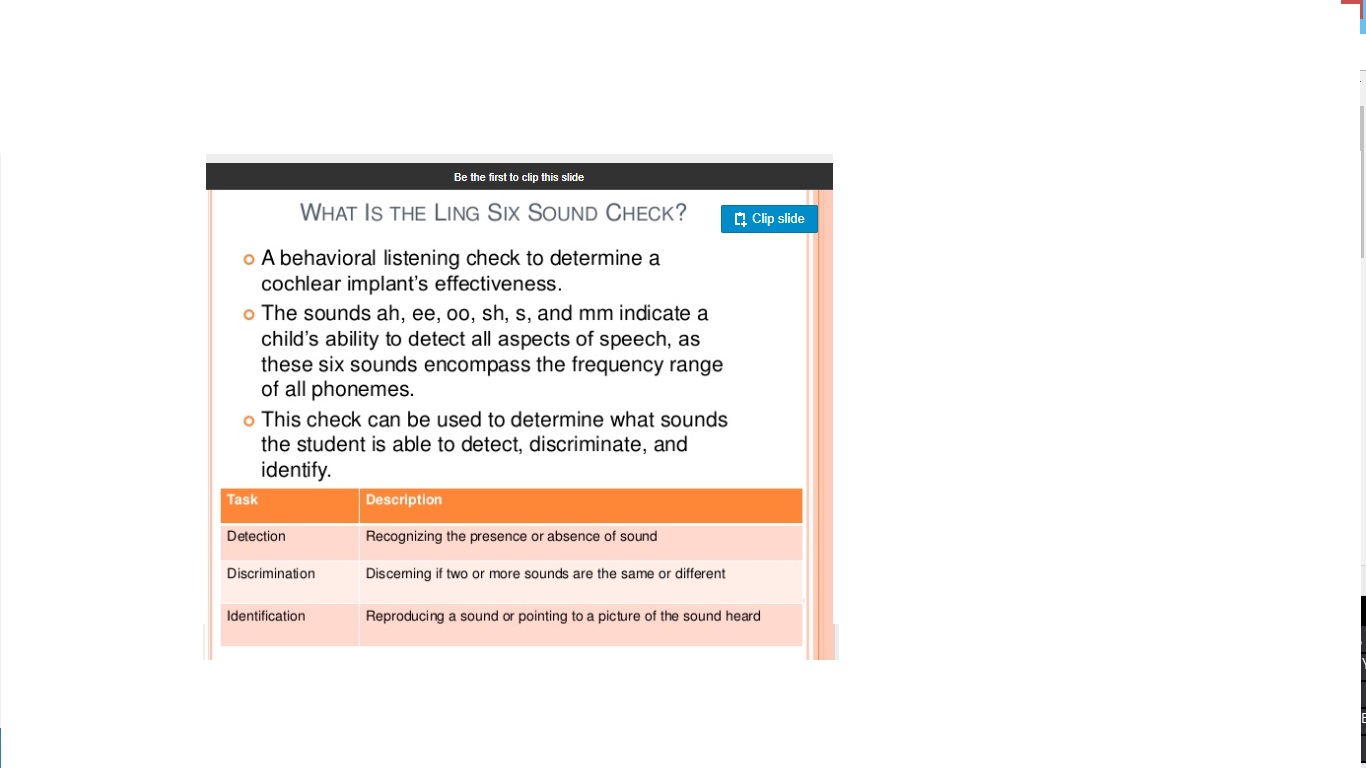 Be the first to clip this slide
WHAT IS THE LING SIX SOUND CHECK?
Clip slide
A behavioral listening check to determine a
cochlear implant's effectiveness.
The sounds ah, ee, oo, sh, s, and mm indicate a
child's ability to detect all aspects of speech, as
these six sounds encompass the frequency range
of all phonemes.
This check can be used to determine what sounds
the student is able to detect, discriminate, and
identify.
Task Description
Detection Recognizing the presence or absence of sound
Discrimination Discerning if two or more sounds are the same or different
Identification Reproducing a sound or pointing to a picture of the sound heard